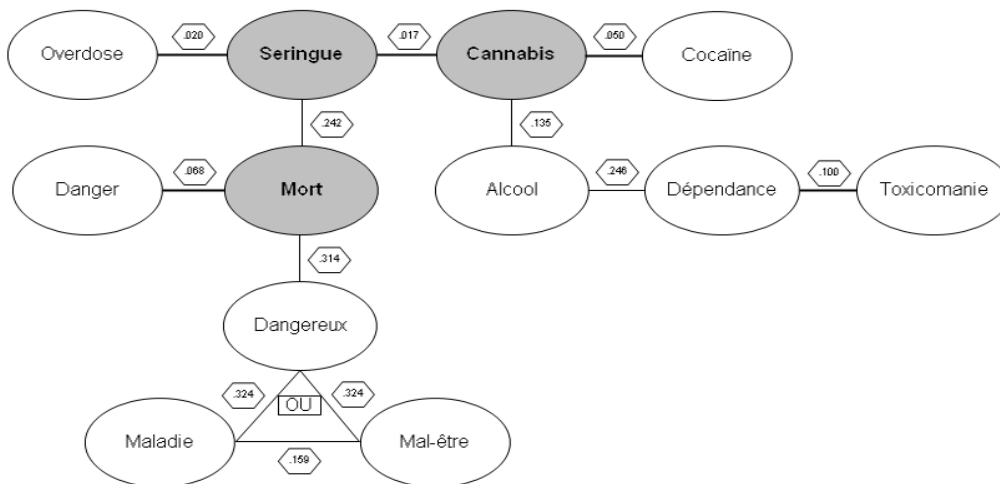 Overdose
.020
Seringue
.017
Cannabis
.050
Cocaïne
.242
.135
Danger
.068
Mort
Alcool
.246
Dépendance
.100
Toxicomanie
.314
Dangereux
.324
OU
.324
Maladie
.159
Mal-être